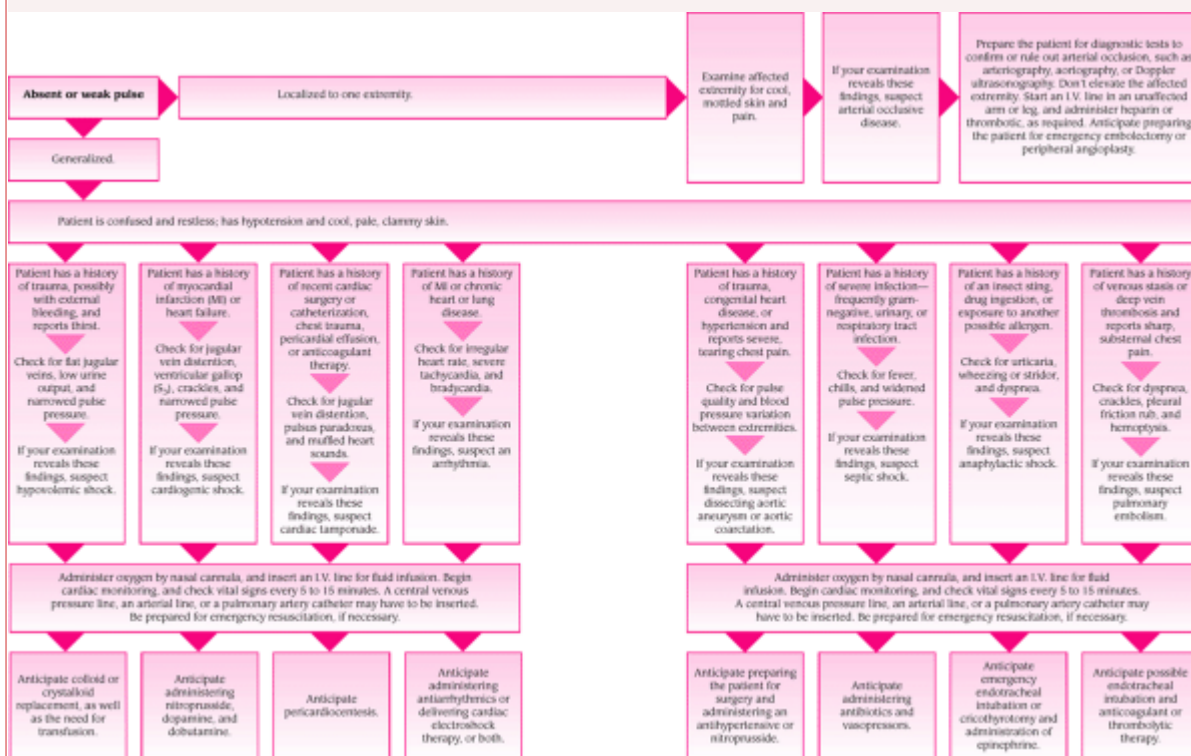 Absent or weak pulse
Localized to one extremity.
Examine affected
extremity for cool,
mottled skin and
pain.
If your examination
reveals these
findings, suspect
arterial occlusive
disease.
Prepare the patient for diagnostic tests to
confirm or rule out arterial occlusion, such as
arteriography, aortography, or Doppler
ultrasonography. Don't elevate the affected
extremity. Start an I.V. line in an unaffected
arm or leg, and administer heparin or
thrombotic, as required. Anticipate preparing
the patient for emergency embolectomy or
peripheral angioplasty.
Generalized.
Patient is confused and restless; has hypotension and cool, pale, clammy skin.
Patient has a history
of trauma, possibly
with external
bleeding, and
reports thirst.
Check for flat jugular
veins, low urine
output, and
narrowed pulse
pressure.
If your examination
reveals these
findings, suspect
hypovolemic shock.
Patient has a history
of myocardial
infarction (MI) or
heart failure.
Check for jugular
vein distention,
ventricular gallop
(S₃), crackles, and
narrowed pulse
pressure.
If your examination
reveals these
findings, suspect
cardiogenic shock.
Patient has a history
of recent cardiac
surgery or
catheterization,
chest trauma,
pericardial effusion,
or anticoagulant
therapy.
Check for jugular
vein distention,
pulsus paradoxus,
and muffled heart
sounds.
If your examination
reveals these
findings, suspect
cardiac tamponade.
Patient has a history
of MI or chronic
heart or lung
disease.
Check for irregular
heart rate, severe
tachycardia, and
bradycardia.
If your examination
reveals these
findings, suspect an
arrhythmia.
Patient has a history
of trauma,
congenital heart
disease, or
hypertension and
reports severe,
tearing chest pain.
Check for pulse
quality and blood
pressure variation
between extremities.
If your examination
reveals these
findings, suspect
dissecting aortic
aneurysm or aortic
coarctation.
Patient has a history
of severe infection—
frequently gram-
negative, urinary, or
respiratory tract
infection.
Check for fever,
chills, and widened
pulse pressure.
If your examination
reveals these
findings, suspect
septic shock.
Patient has a history
of an insect sting,
drug ingestion, or
exposure to another
possible allergen.
Check for urticaria,
wheezing or stridor,
and dyspnea.
If your examination
reveals these
findings, suspect
anaphylactic shock.
Patient has a history
of venous stasis or
deep vein
thrombosis and
reports sharp,
substernal chest
pain.
Check for dyspnea,
crackles, pleural
friction rub, and
hemoptysis.
If your examination
reveals these
findings, suspect
pulmonary
embolism.
Administer oxygen by nasal cannula, and insert an I.V. line for fluid infusion. Begin
cardiac monitoring, and check vital signs every 5 to 15 minutes. A central venous
pressure line, an arterial line, or a pulmonary artery catheter may have to be inserted.
Be prepared for emergency resuscitation, if necessary.
Administer oxygen by nasal cannula, and insert an I.V. line for fluid
infusion. Begin cardiac monitoring, and check vital signs every 5 to 15 minutes.
A central venous pressure line, an arterial line, or a pulmonary artery catheter may
have to be inserted. Be prepared for emergency resuscitation, if necessary.
Anticipate colloid or
crystalloid
replacement, as well
as the need for
transfusion.
Anticipate
administering
nitroprusside,
dopamine, and
dobutamine.
Anticipate
pericardiocentesis.
Anticipate
administering
antiarrhythmics or
delivering cardiac
electroshock
therapy, or both.
Anticipate preparing
the patient for
surgery and
administering an
antihypertensive or
nitroprusside.
Anticipate
administering
antibiotics and
vasopressors.
Anticipate
emergency
endotracheal
intubation or
cricothyrotomy and
administration of
epinephrine.
Anticipate possible
endotracheal
intubation and
anticoagulant or
thrombolytic
therapy.